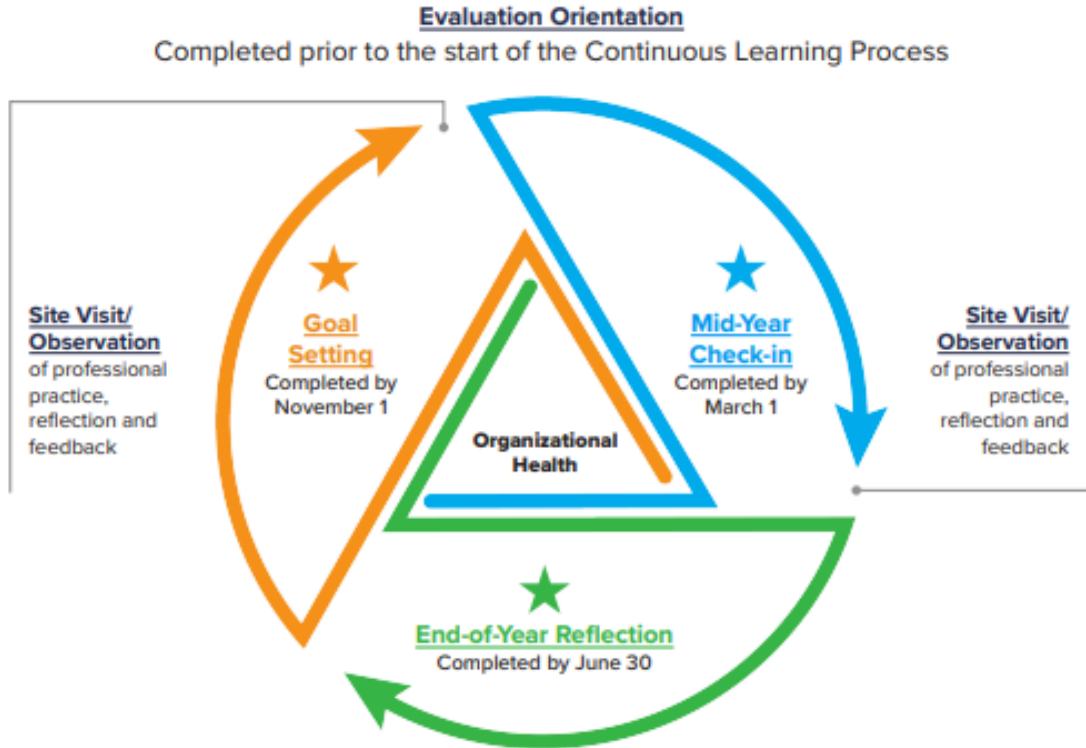 Evaluation Orientation
Completed prior to the start of the Continuous Learning Process
Site Visit/
Observation
of professional
practice,
reflection and
feedback
Goal
Setting
Completed by
November 1
Organizational
Health
Mid-Year
Check-in
Completed by
March 1
Site Visit/
Observation
of professional
practice,
reflection and
feedback
End-of-Year Reflection
Completed by June 30